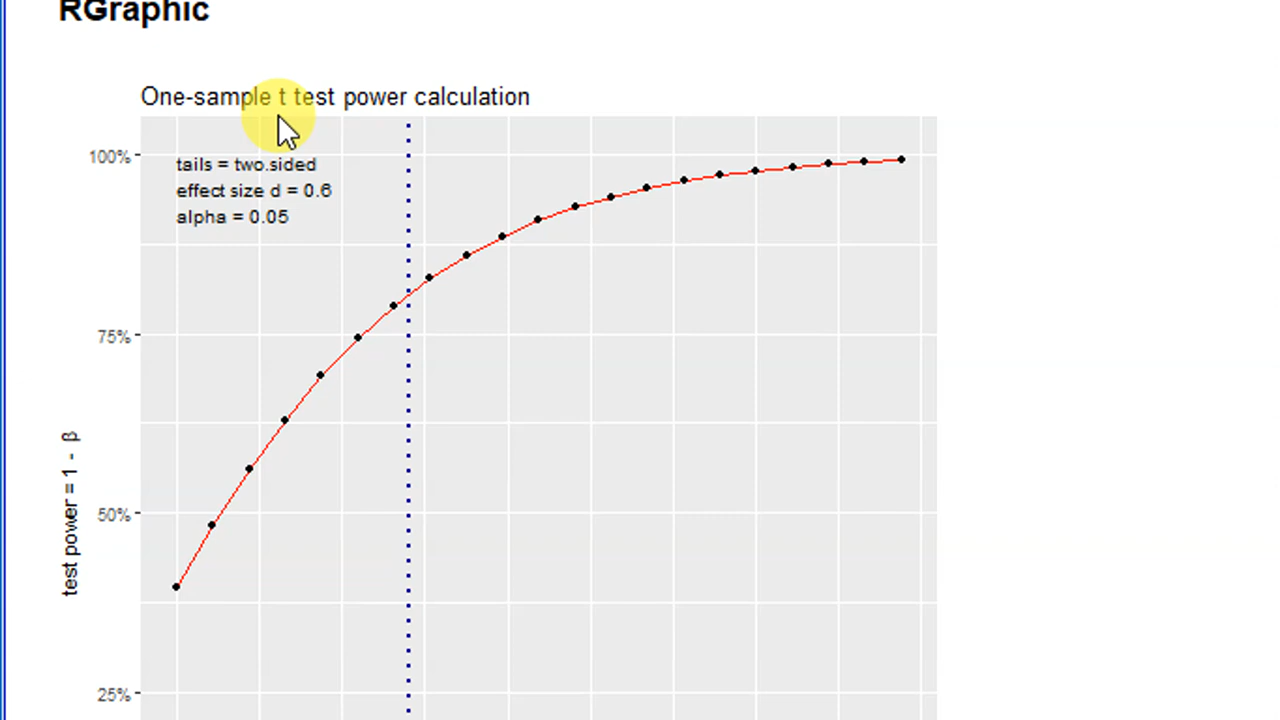 RGraphic
One-sample t test power calculation
tails = two.sided
effect size d = 0.6
alpha = 0.05
100%
75%
50%
25%
test power = 1 - β